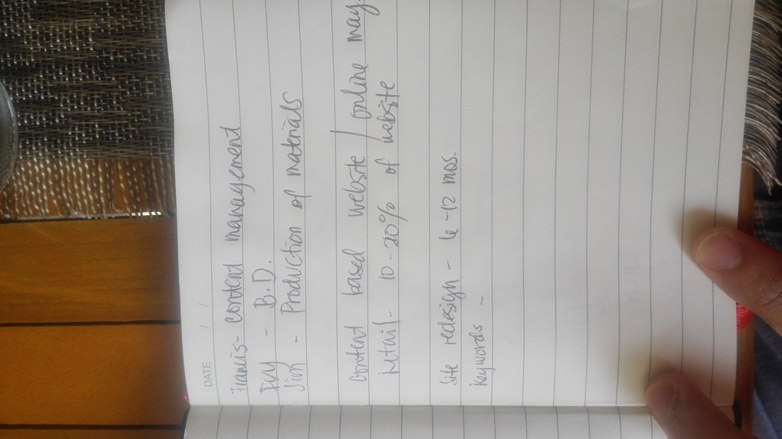 DATE / /
Francis - content management
Ivy - B.D.
Jim - Production of materials
content based website / online mag.
retail - 10-20% of website
Site redesign - 6-12 mos.
keywords -